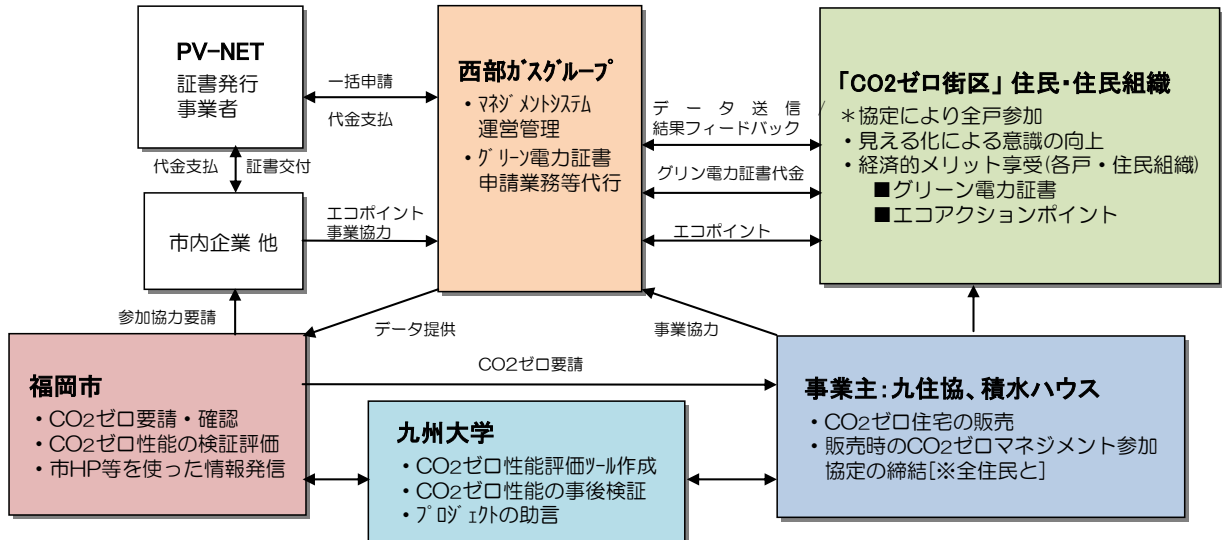 PV-NET
証書発行
事業者
一括申請
代金支払
西部ｶﾞｽｸﾞﾙｰﾌﾟ
・ﾏﾈｼﾞﾒﾝﾄｼｽﾃﾑ
運営管理
・ｸﾞﾘｰﾝ電力証書
申請業務等代行
データ送信/
結果フィードバック
グリン電力証書代金
エコポイント
「CO2ゼロ街区」住民・住民組織
＊協定により全戸参加
・見える化による意識の向上
・経済的メリット享受(各戸・住民組織)
■グリーン電力証書
■エコアクションポイント
代金支払 証書交付
市内企業 他
エコポイント
事業協力
参加協力要請
データ提供
事業協力
CO2ゼロ要請
福岡市
・CO2ゼロ要請・確認
・CO2ゼロ性能の検証評価
・市HP等を使った情報発信
九州大学
・CO2ゼロ性能評価ﾂｰﾙ作成
・CO2ゼロ性能の事後検証
・ﾌﾟﾛｼﾞｪｸﾄの助言
事業主:九住協、積水ハウス
・CO2ゼロ住宅の販売
・販売時のCO2ゼロマネジメント参加
協定の締結[※全住民と]